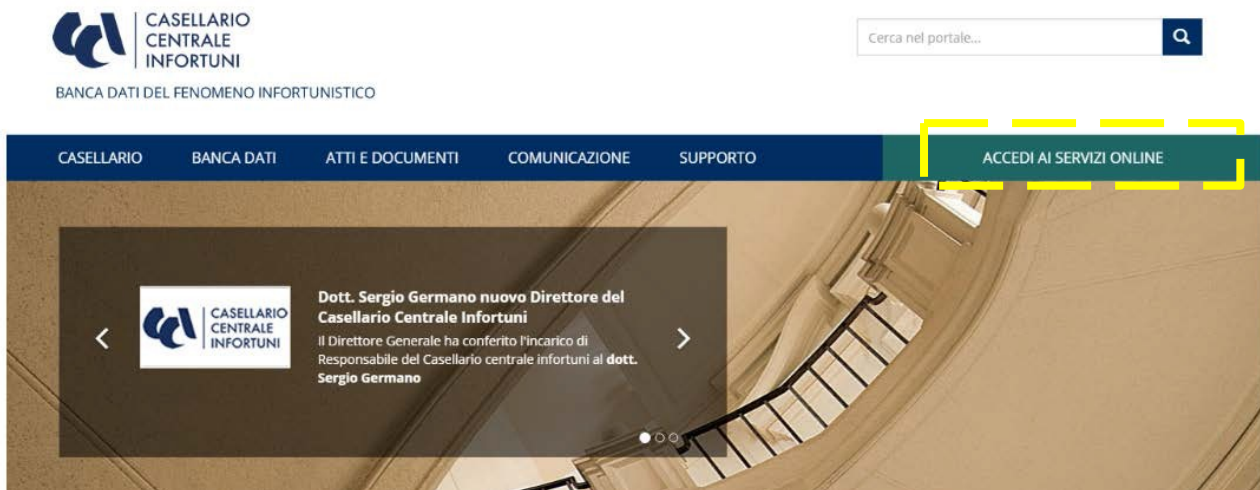 CASELLARIO
CENTRALE
INFORTUNI
BANCA DATI DEL FENOMENO INFORTUNISTICO
Cerca nel portale...
CASELLARIO BANCA DATI ATTI E DOCUMENTI COMUNICAZIONE SUPPORTO ACCEDI AI SERVIZI ONLINE
CASELLARIO
CENTRALE
INFORTUNI
Dott. Sergio Germano nuovo Direttore del
Casellario Centrale Infortuni
Il Direttore Generale ha conferito l'incarico di
Responsabile del Casellario centrale infortuni al dott.
Sergio Germano